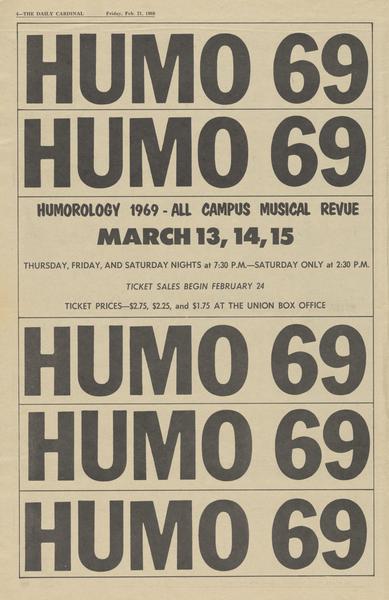 4—THE DAILY CARDINAL Friday, Feb. 21, 1969
HUMO 69
HUMO 69
HUMOROLOGY 1969 - ALL CAMPUS MUSICAL REVUE
MARCH 13, 14, 15
THURSDAY, FRIDAY, AND SATURDAY NIGHTS at 7:30 P.M.—SATURDAY ONLY at 2:30 P.M.
TICKET SALES BEGIN FEBRUARY 24
TICKET PRICES—$2.75, $2.25, and $1.75 AT THE UNION BOX OFFICE
HUMO 69
HUMO 69
HUMO 69